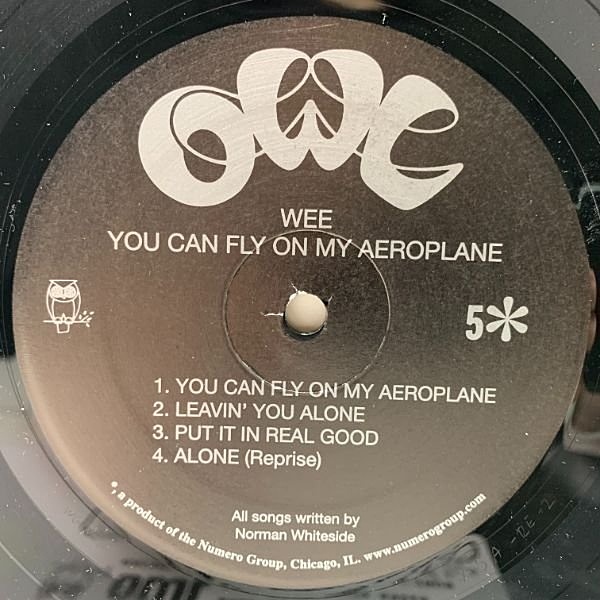 owe
WEE
YOU CAN FLY ON MY AEROPLANE
5*
1. YOU CAN FLY ON MY AEROPLANE
2. LEAVIN' YOU ALONE
3. PUT IT IN REAL GOOD
4. ALONE (Reprise)
All songs written by
Norman Whiteside
*, a product of the Numero Group, Chicago, IL. www.numerogroup.com